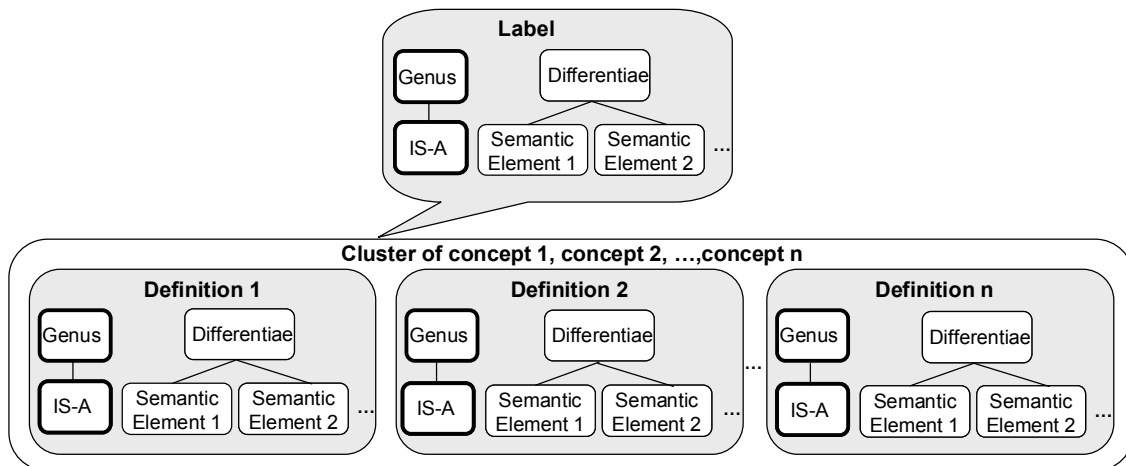 Label
Genus
Differentiae
IS-A
Semantic
Element 1
Semantic
Element 2
...
Cluster of concept 1, concept 2, ...,concept n
Definition 1
Genus
Differentiae
IS-A
Semantic
Element 1
Semantic
Element 2
...
Definition 2
Genus
Differentiae
IS-A
Semantic
Element 1
Semantic
Element 2
...
...
Definition n
Genus
Differentiae
IS-A
Semantic
Element 1
Semantic
Element 2
...